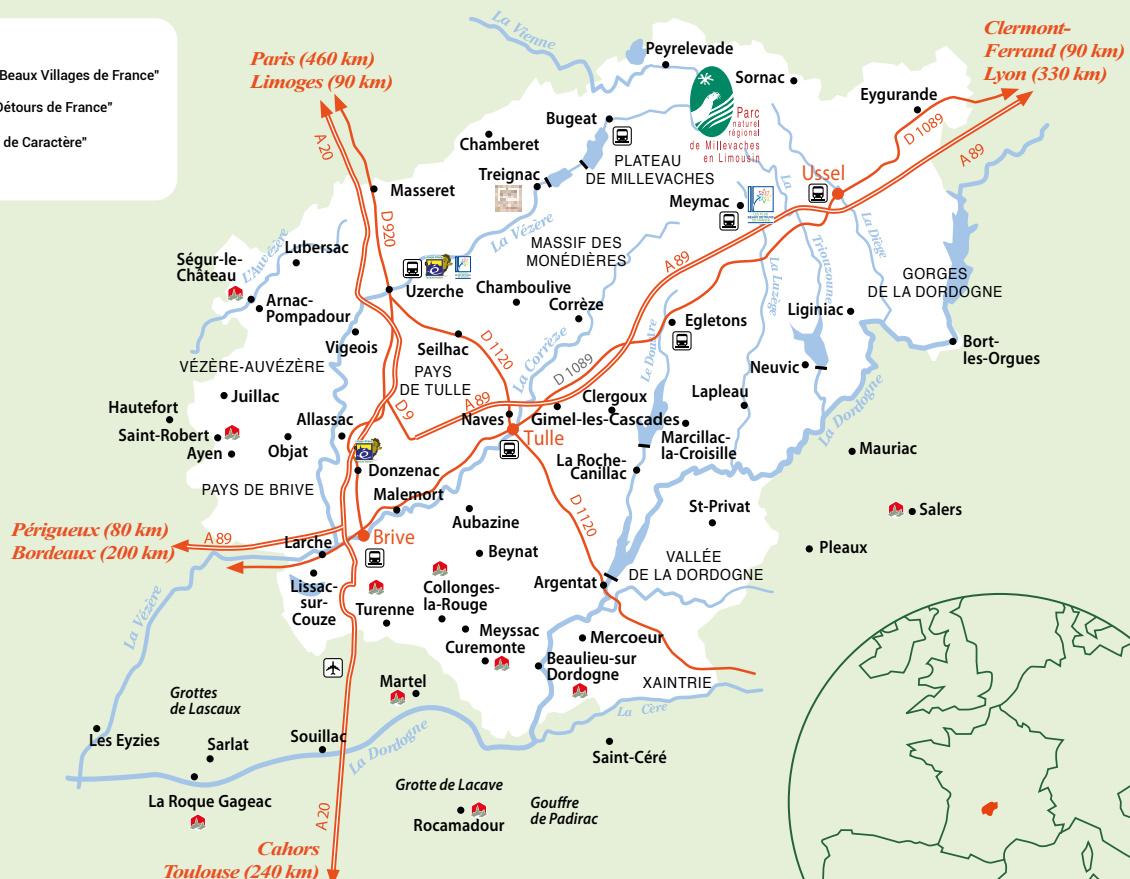 Beaux Villages de France"
Détours de France"
de Caractère"
Paris (460 km)
Limoges (90 km)
Clermont-
Ferrand (90 km)
Lyon (330 km)
La Vienne
Peyrelevade
Sornac
Eygurande
D 1089
A 89
A 20
Bugeat
Parc
naturel
régional
de Millevaches
en Limousin
Chamberet
PLATEAU
DE MILLEVACHES
Treignac
Ussel
Masseret
Meymac
La
La Vézère
La Diège
D 920
MASSIF DES
MONÉDIÈRES
Triouzoune
Lubersac
L'Auvézère
Ségur-le-
Château
A 89
La Luzège
GORGES
DE LA DORDOGNE
Uzerche
Chamboulive
Corrèze
Arnac-
Pompadour
Liginiac
Egletons
Vigeois
Seilhac
D 1120
La Corrèze
Le Doustre
Bort-
les-Orgues
VÉZÈRE-AUVÉZÈRE
PAYS
DE TULLE
D 1089
Neuvic
Juillac
Clergoux
Lapleau
Hautefort
D 9
A 89
Allassac
Naves
Gimel-les-Cascades
La Dordogne
Saint-Robert
Tulle
Ayen
Objat
Marcillac-
la-Croisille
Mauriac
Donzenac
La Roche-
Canillac
PAYS DE BRIVE
Malemort
St-Privat
Aubazine
D 1120
Salers
Périgueux (80 km)
Bordeaux (200 km)
A 89
Brive
Larche
Beynat
VALLÉE
DE LA DORDOGNE
Pleaux
Argentat
Lissac-
sur-
Couze
Collonges-
la-Rouge
Turenne
La Vézère
Meyssac
Mercoeur
Curemonte
Beaulieu-sur
Dordogne
XAINTRIE
Martel
Grottes
de Lascaux
La Cère
Les Eyzies
Souillac
Sarlat
La Dordogne
Saint-Céré
Grotte de Lacave
La Roque Gageac
Gouffre
de Padirac
Rocamadour
A 20
Cahors
Toulouse (240 km)